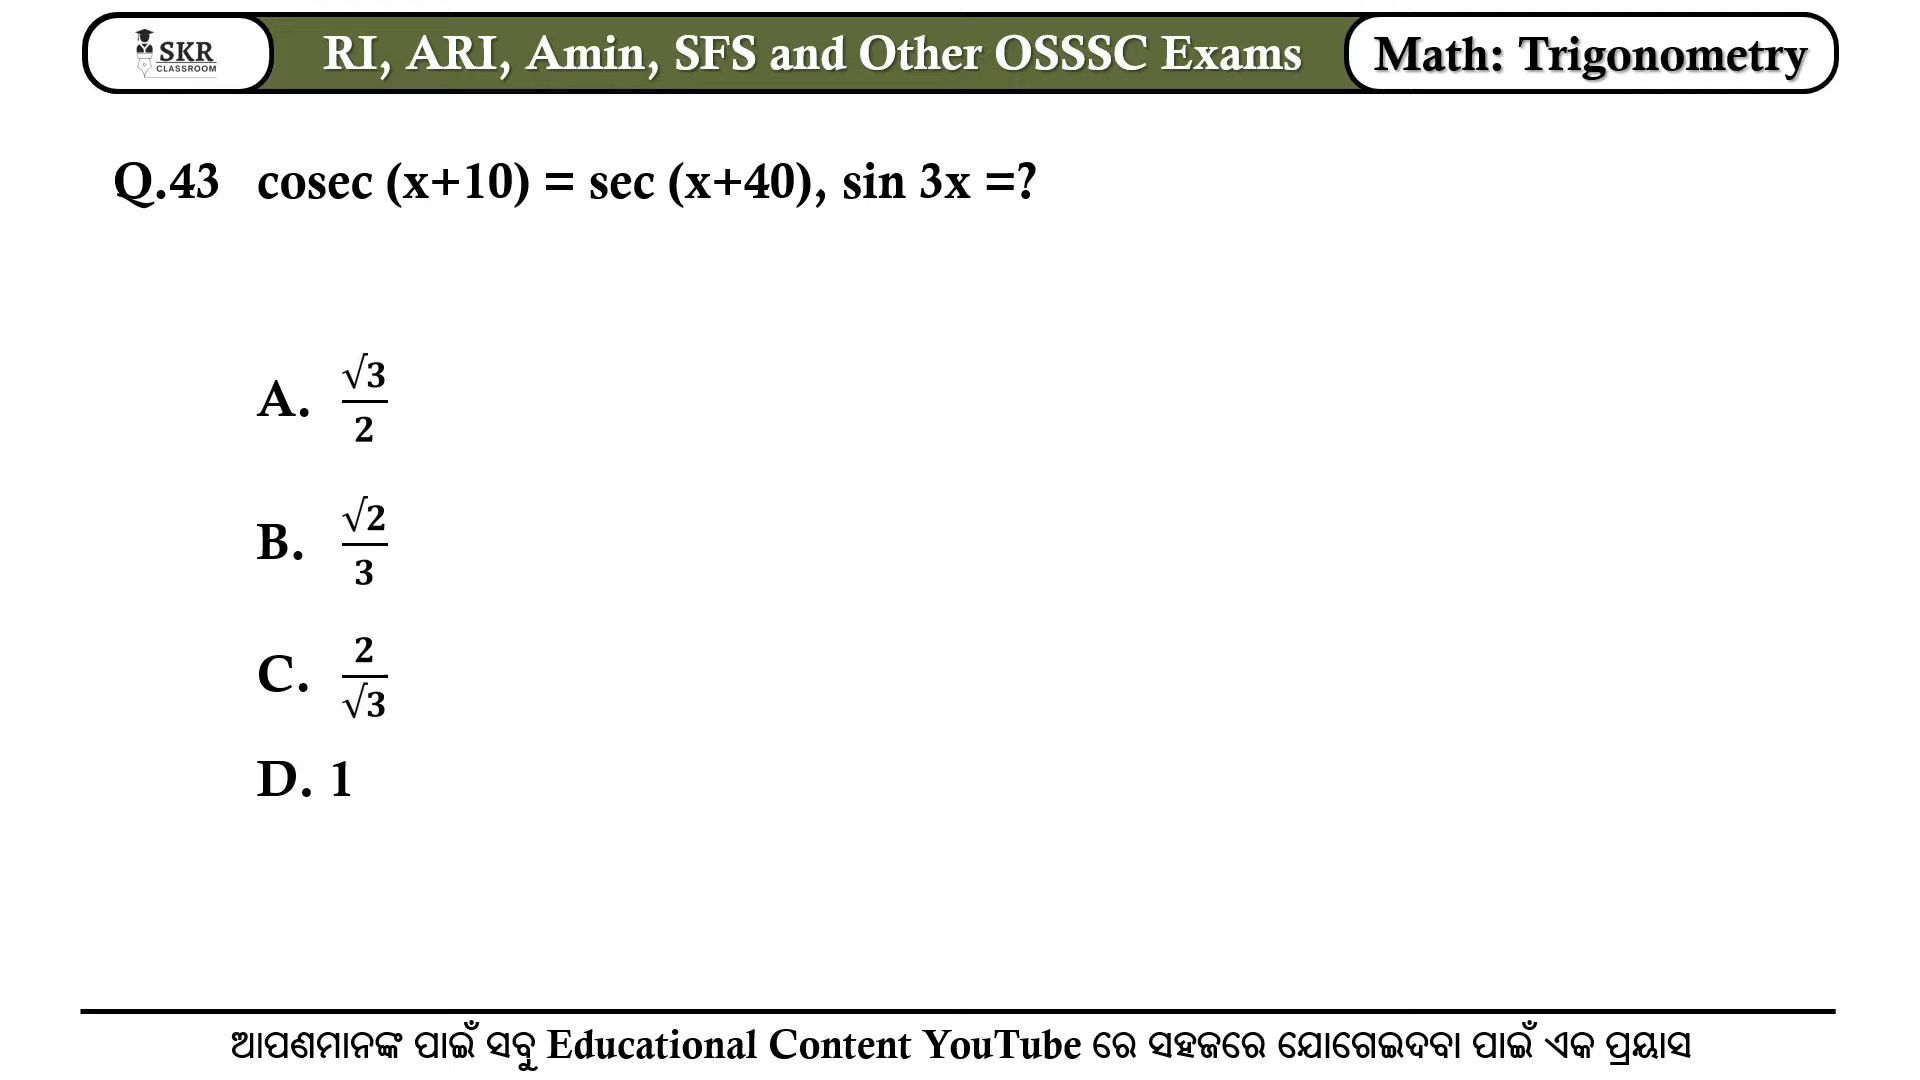 SKR
CLASSROOM
RI, ARI, Amin, SFS and Other OSSSC Exams
Math: Trigonometry
Q.43 cosec (x+10) = sec (x+40), sin 3x =?
A. √3/2
B. √2/3
C. 2/√3
D. 1
ଆପଣମାନଙ୍କ ପାଇଁ ସବୁ Educational Content YouTube ରେ ସହଜରେ ଯୋଗେଇଦବା ପାଇଁ ଏକ ପ୍ରୟାସ